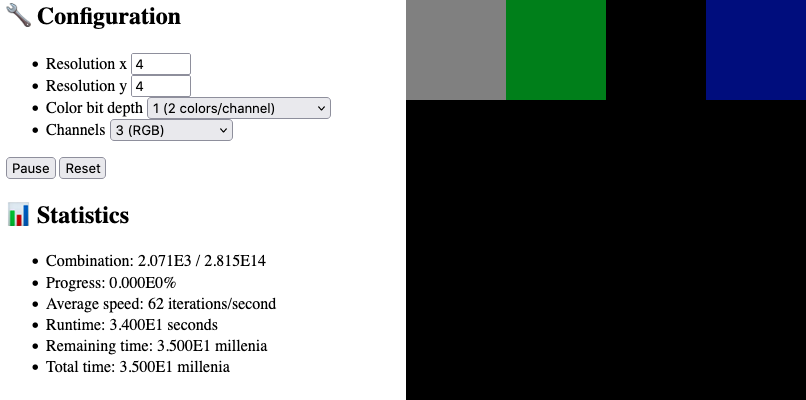 Configuration
Resolution x 4
Resolution y 4
Color bit depth 1 (2 colors/channel)
Channels 3 (RGB)
Pause Reset
Statistics
Combination: 2.071E3 / 2.815E14
Progress: 0.000E0%
Average speed: 62 iterations/second
Runtime: 3.400E1 seconds
Remaining time: 3.500E1 millenia
Total time: 3.500E1 millenia